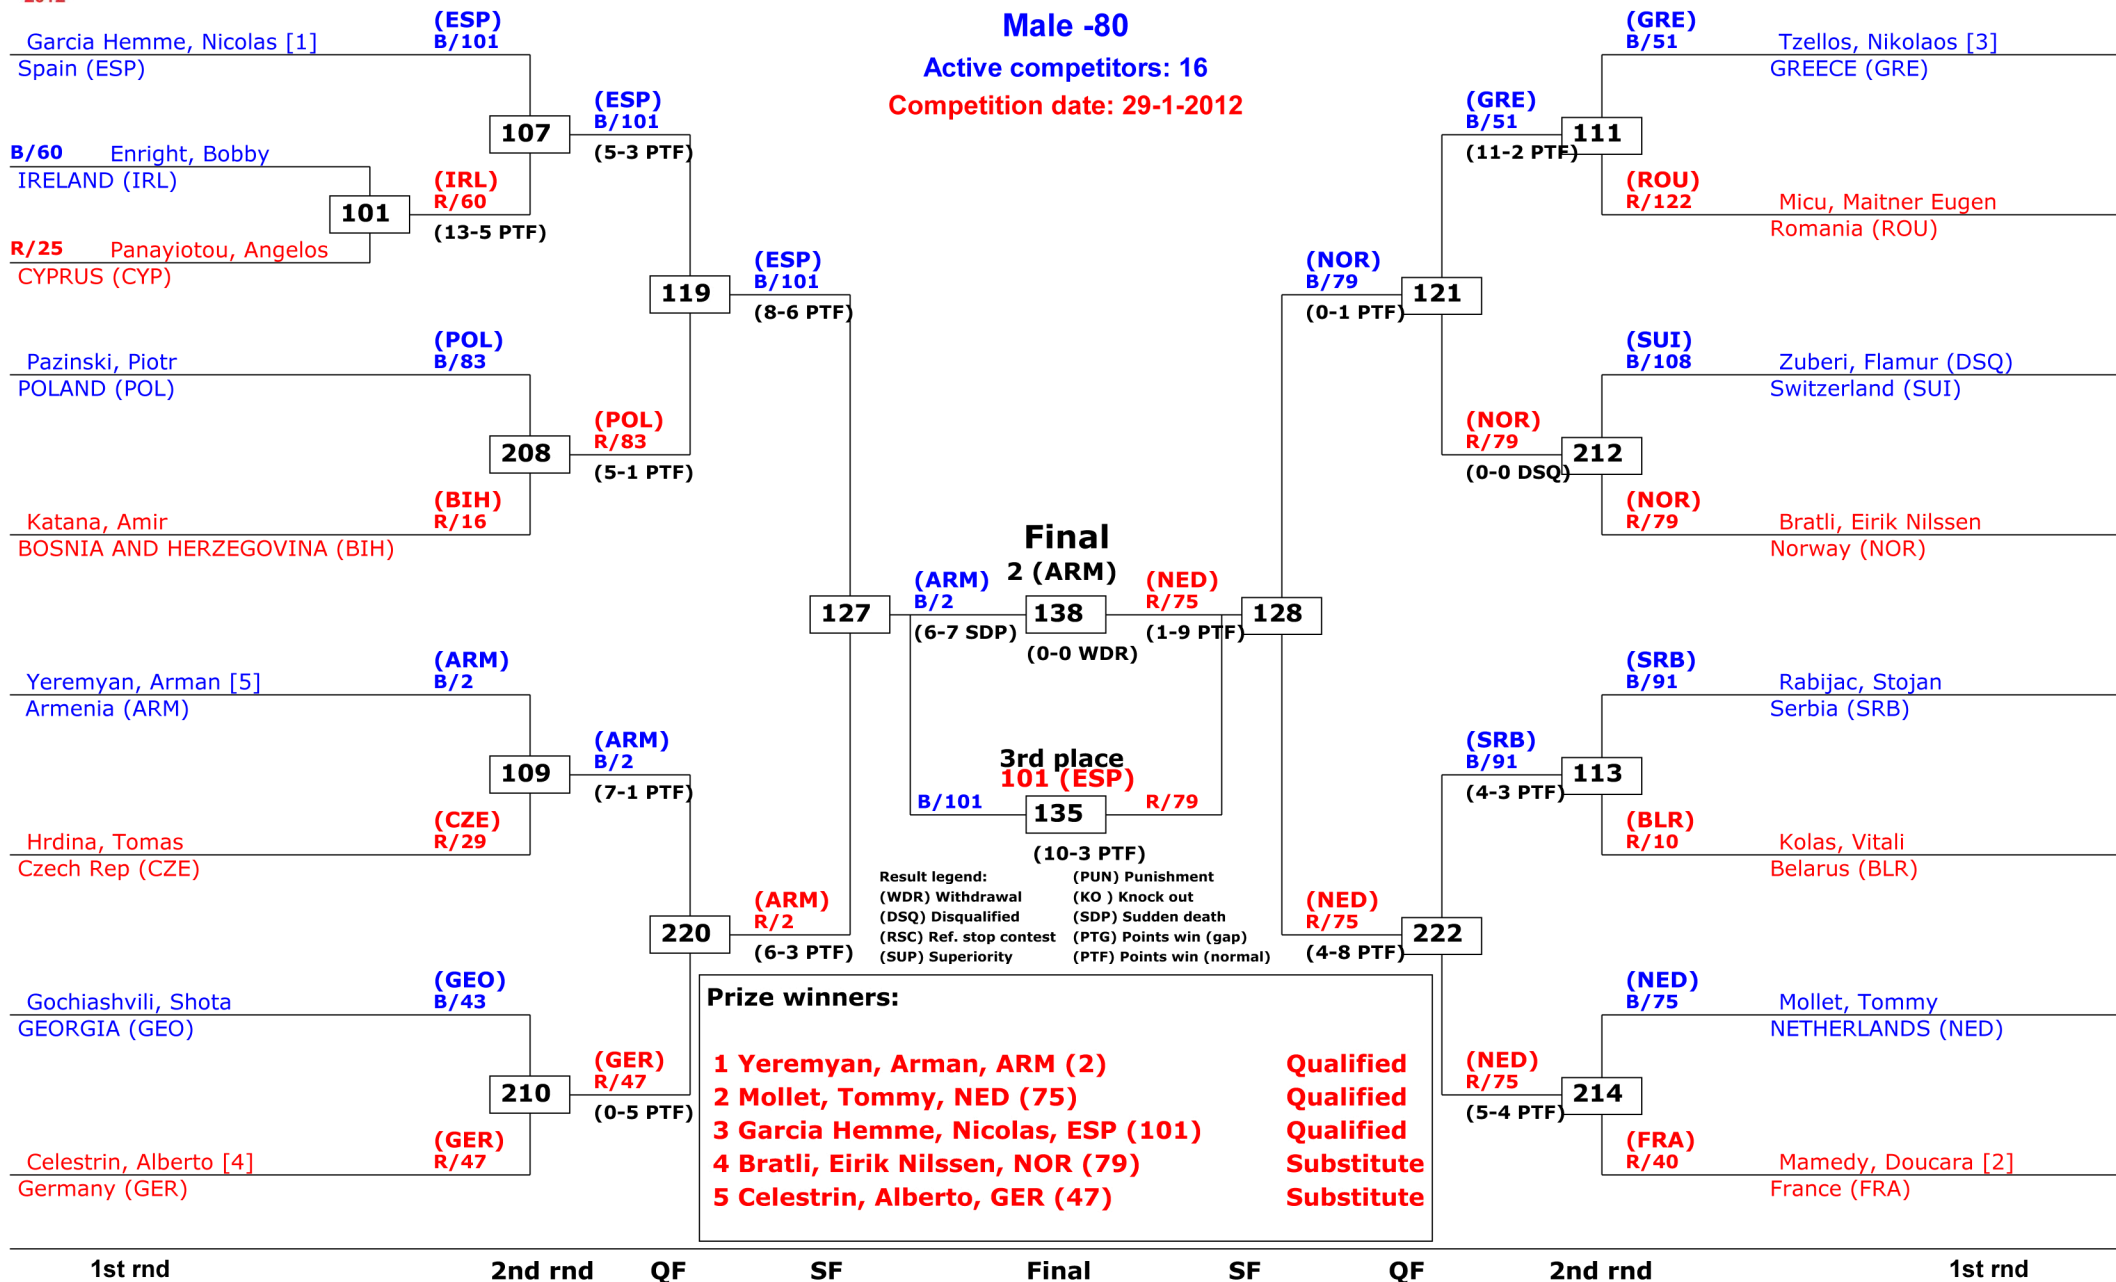 Male -80
Active competitors: 16
Competition date: 29-1-2012
(ESP)
Garcia Hemme, Nicolas [1] B/101
Spain (ESP)
(ESP)
B/101
107
(5-3 PTF)
B/60 Enright, Bobby
IRELAND (IRL)
(IRL)
R/60
101
(13-5 PTF)
R/25 Panayiotou, Angelos
CYPRUS (CYP)
(ESP)
B/101
119
(8-6 PTF)
(POL)
Pazinski, Piotr B/83
POLAND (POL)
(POL)
R/83
208
(5-1 PTF)
(BIH)
Katana, Amir R/16
BOSNIA AND HERZEGOVINA (BIH)
(ARM)
Yeremyan, Arman [5] B/2
Armenia (ARM)
(ARM)
B/2
109
(7-1 PTF)
(CZE)
Hrdina, Tomas R/29
Czech Rep (CZE)
(ARM)
R/2
220
(6-3 PTF)
(GEO)
Gochiashvili, Shota B/43
GEORGIA (GEO)
(GER)
R/47
210
(0-5 PTF)
(GER)
Celestrin, Alberto [4] R/47
Germany (GER)
Final
2 (ARM)
127
(ARM)
B/2
(6-7 SDP)
138
(0-0 WDR)
(NED)
R/75
(1-9 PTF)
128
3rd place
101 (ESP)
B/101
135
R/79
(10-3 PTF)
Result legend:
(WDR) Withdrawal
(DSQ) Disqualified
(RSC) Ref. stop contest
(SUP) Superiority
(PUN) Punishment
(KO ) Knock out
(SDP) Sudden death
(PTG) Points win (gap)
(PTF) Points win (normal)
(GRE)
B/51 Tzellos, Nikolaos [3]
GREECE (GRE)
(GRE)
B/51
111
(11-2 PTF)
(ROU)
R/122 Micu, Maitner Eugen
Romania (ROU)
(NOR)
B/79
121
(0-1 PTF)
(SUI)
B/108 Zuberi, Flamur (DSQ)
Switzerland (SUI)
(NOR)
R/79
212
(0-0 DSQ)
(NOR)
R/79 Bratli, Eirik Nilssen
Norway (NOR)
(SRB)
B/91 Rabijac, Stojan
Serbia (SRB)
(SRB)
B/91
113
(4-3 PTF)
(BLR)
R/10 Kolas, Vitali
Belarus (BLR)
(NED)
R/75
222
(4-8 PTF)
(NED)
B/75 Mollet, Tommy
NETHERLANDS (NED)
(NED)
R/75
214
(5-4 PTF)
(FRA)
R/40 Mamedy, Doucara [2]
France (FRA)
Prize winners:
1 Yeremyan, Arman, ARM (2) Qualified
2 Mollet, Tommy, NED (75) Qualified
3 Garcia Hemme, Nicolas, ESP (101) Qualified
4 Bratli, Eirik Nilssen, NOR (79) Substitute
5 Celestrin, Alberto, GER (47) Substitute
1st rnd 2nd rnd QF SF Final SF QF 2nd rnd 1st rnd